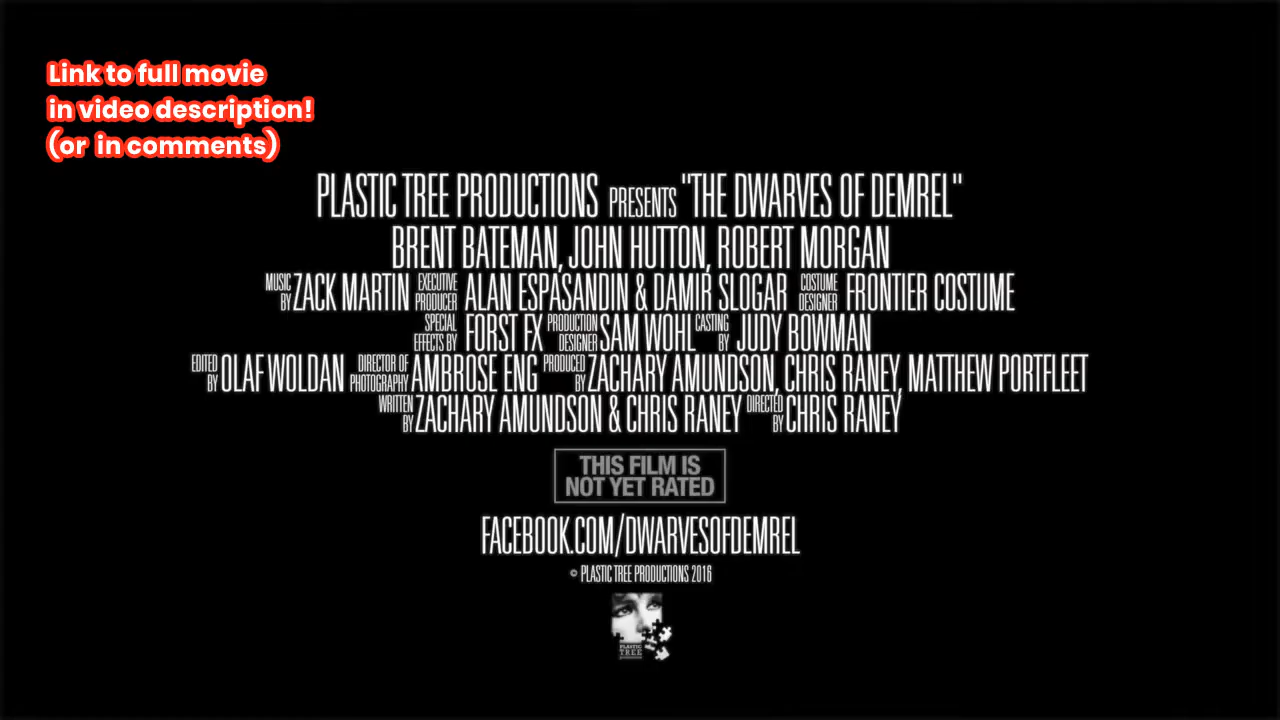 Link to full movie
in video description!
(or in comments)
PLASTIC TREE PRODUCTIONS PRESENTS "THE DWARVES OF DEMREL"
BRENT BATEMAN, JOHN HUTTON, ROBERT MORGAN
MUSIC BY ZACK MARTIN EXECUTIVE PRODUCER ALAN ESPASANDIN & DAMIR SLOGAR COSTUME DESIGNER FRONTIER COSTUME
SPECIAL EFFECTS BY FORST FX PRODUCTION DESIGNER SAM WOHL CASTING BY JUDY BOWMAN
EDITED BY OLAF WOLDAN DIRECTOR OF PHOTOGRAPHY AMBROSE ENG PRODUCED BY ZACHARY AMUNDSON, CHRIS RANEY, MATTHEW PORTFLEET
WRITTEN BY ZACHARY AMUNDSON & CHRIS RANEY DIRECTED BY CHRIS RANEY
THIS FILM IS
NOT YET RATED
FACEBOOK.COM/DWARVESOFDEMREL
© PLASTIC TREE PRODUCTIONS 2016
PLASTIC
TREE